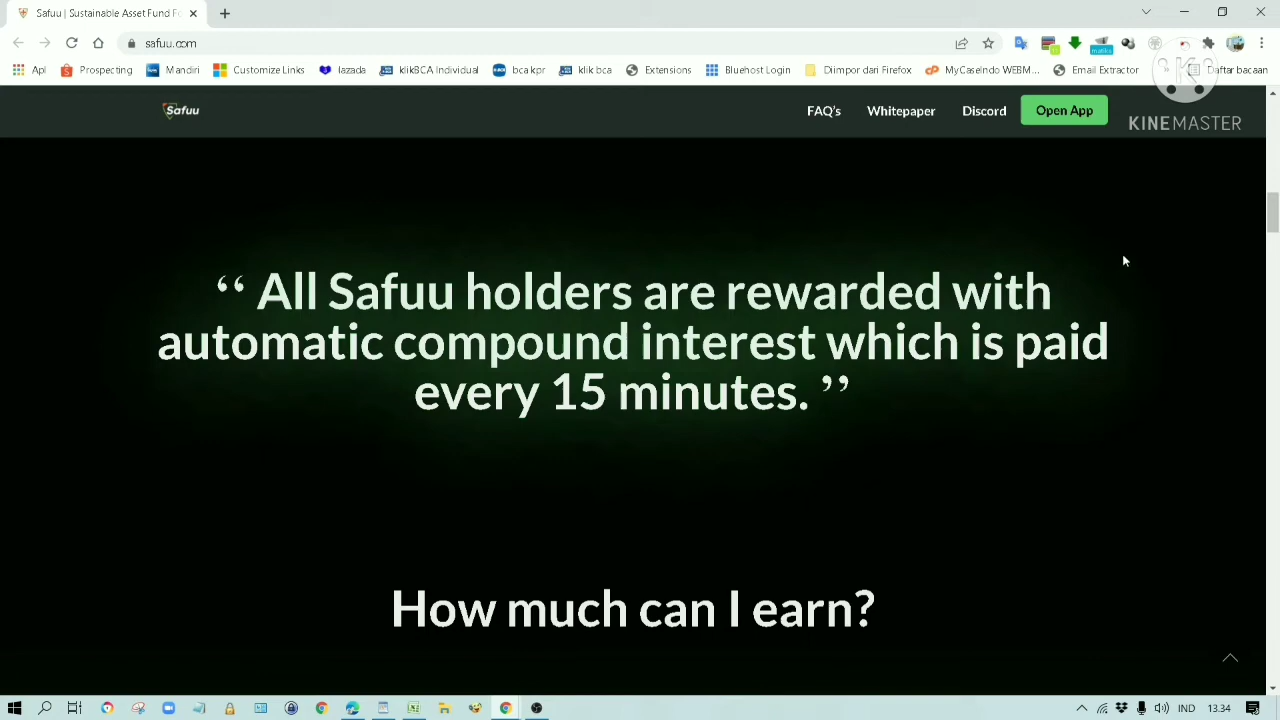 Safuu | Sustainable Asset Fund Fo
safuu.com
Apl
Prospecting
Mandiri
Customize Links
lazada
klikBCA Individual
bca kpr
klik bca
Extensions
Bluehost Login
Diimpor dari Firefox
MyCaseIndo WEBM...
Email Extractor
Daftar bacaan
Safuu
FAQ's
Whitepaper
Discord
Open App
KINEMASTER
“ All Safuu holders are rewarded with
automatic compound interest which is paid
every 15 minutes. ”
How much can I earn?
IND
13.34